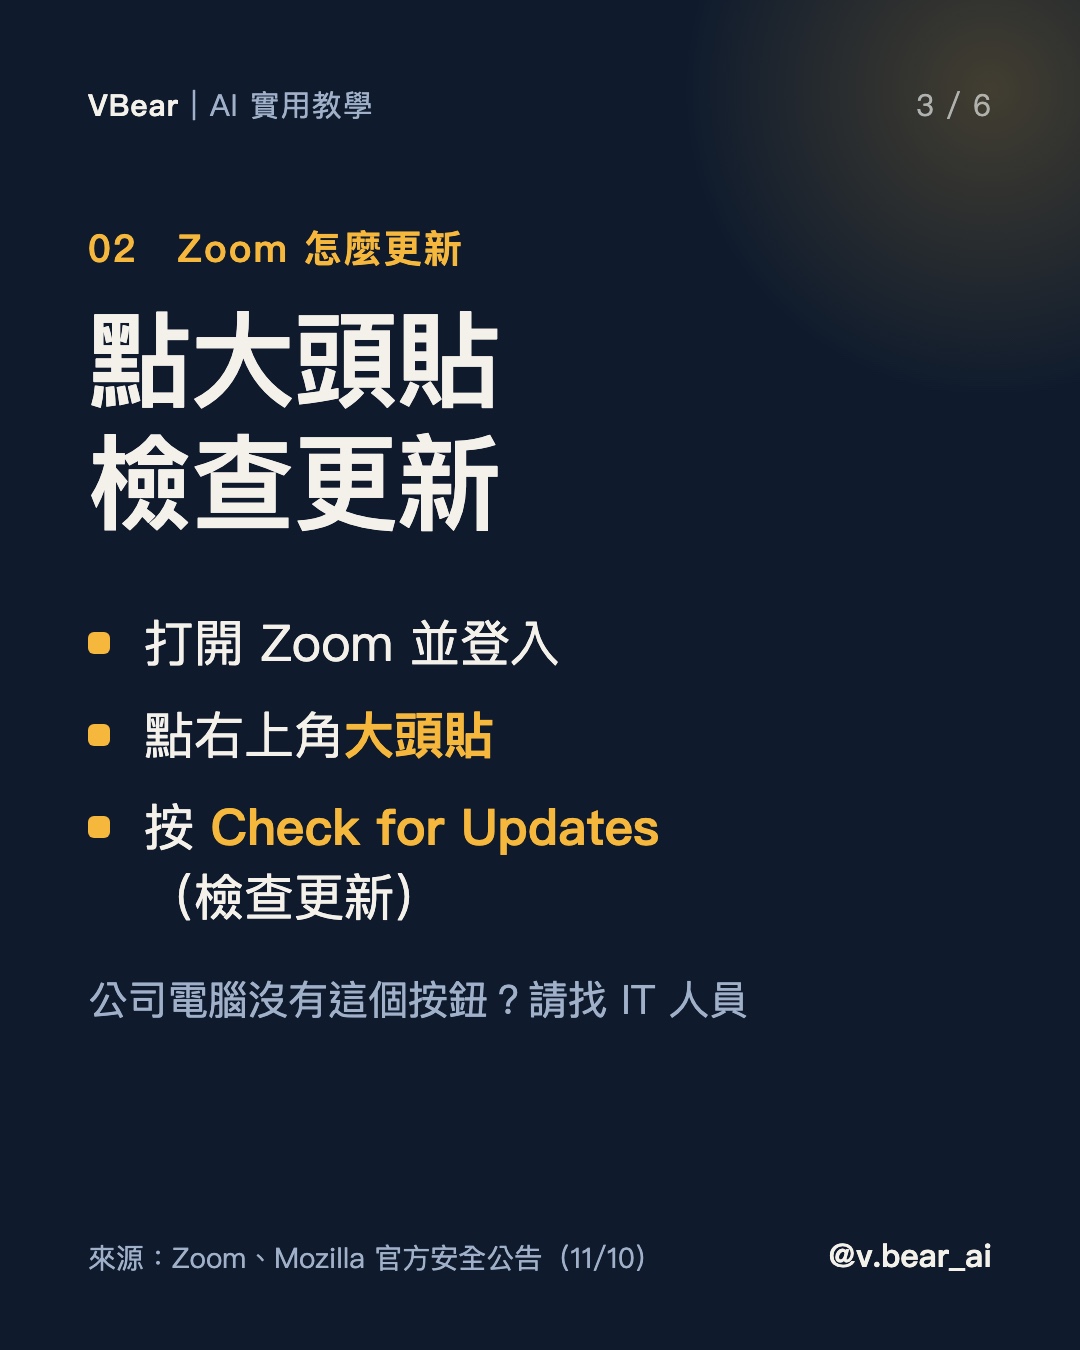 VBear | AI 實用教學
3 / 6
02 Zoom 怎麼更新
點大頭貼
檢查更新
打開 Zoom 並登入
點右上角大頭貼
按 Check for Updates
（檢查更新）
公司電腦沒有這個按鈕？請找 IT 人員
來源：Zoom、Mozilla 官方安全公告（11/10）
@v.bear_ai